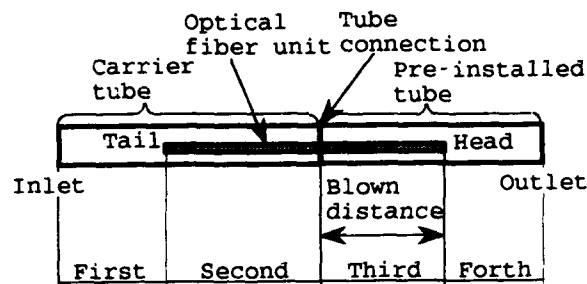 Optical
fiber unit
Tube
connection
Carrier
tube
Pre-installed
tube
Tail
Head
Inlet
Outlet
Blown
distance
First
Second
Third
Forth